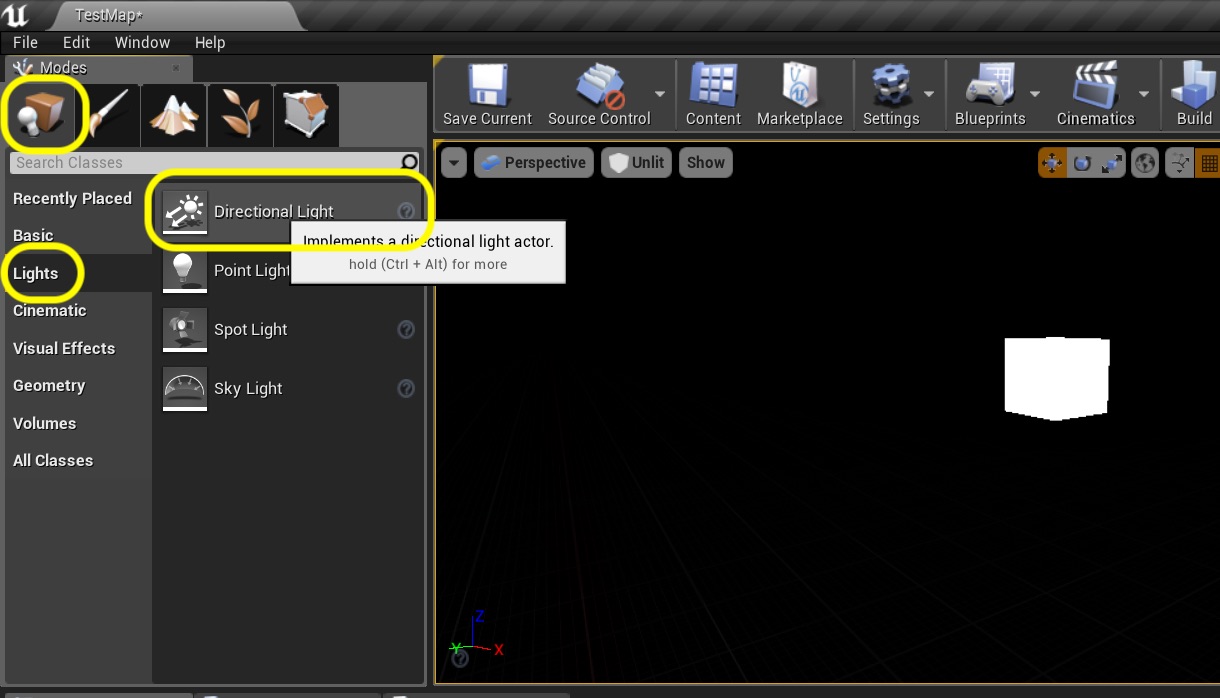 TestMap*
File Edit Window Help
Modes
Save Current Source Control Content Marketplace Settings Blueprints Cinematics Build
Search Classes
Perspective Unlit Show
Recently Placed
Basic
Lights
Cinematic
Visual Effects
Geometry
Volumes
All Classes
Directional Light
Implements a directional light actor.
hold (Ctrl + Alt) for more
Point Light
Spot Light
Sky Light
Z
Y X